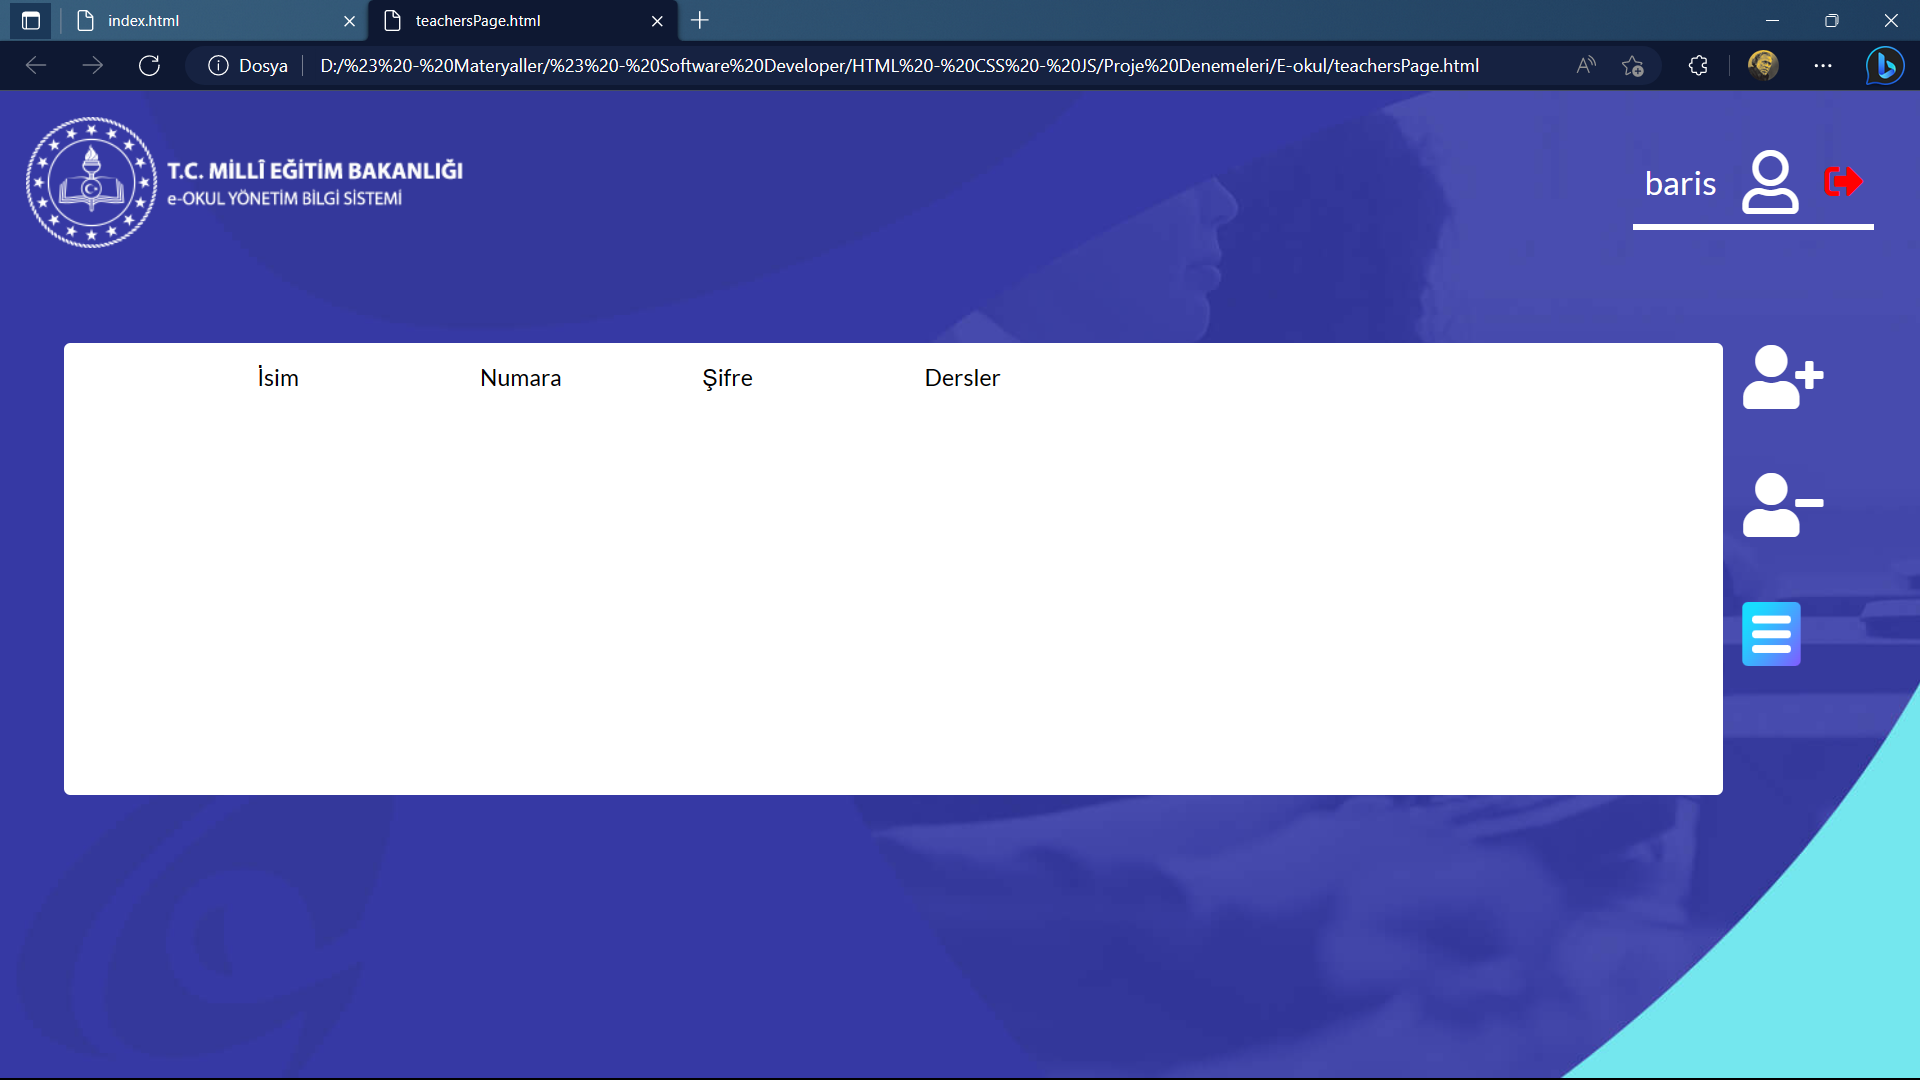 index.html
teachersPage.html
Dosya
D:/%23%20-%20Materyaller/%23%20-%20Software%20Developer/HTML%20-%20CSS%20-%20JS/Proje%20Denemeleri/E-okul/teachersPage.html
T.C. MİLLÎ EĞİTİM BAKANLIĞI
e-OKUL YÖNETİM BİLGİ SİSTEMİ
baris
İsim Numara Şifre Dersler